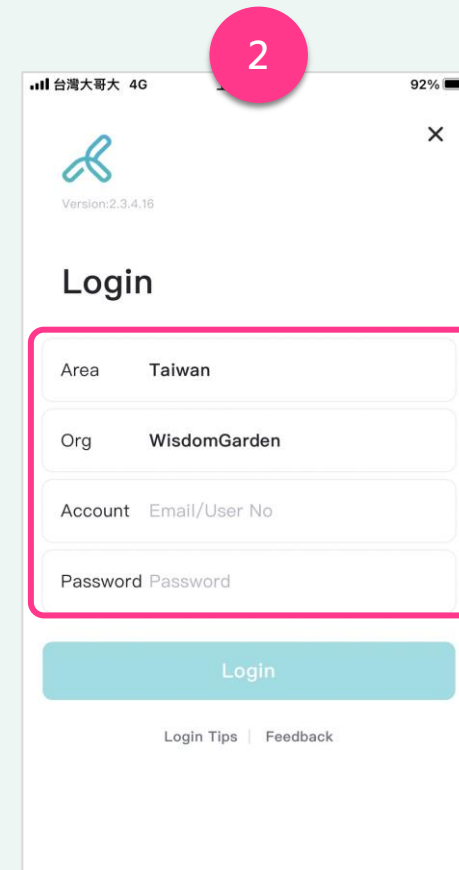 2
台灣大哥大 4G
92%
Version:2.3.4.16
Login
Area Taiwan
Org WisdomGarden
Account Email/User No
Password Password
Login
Login Tips | Feedback